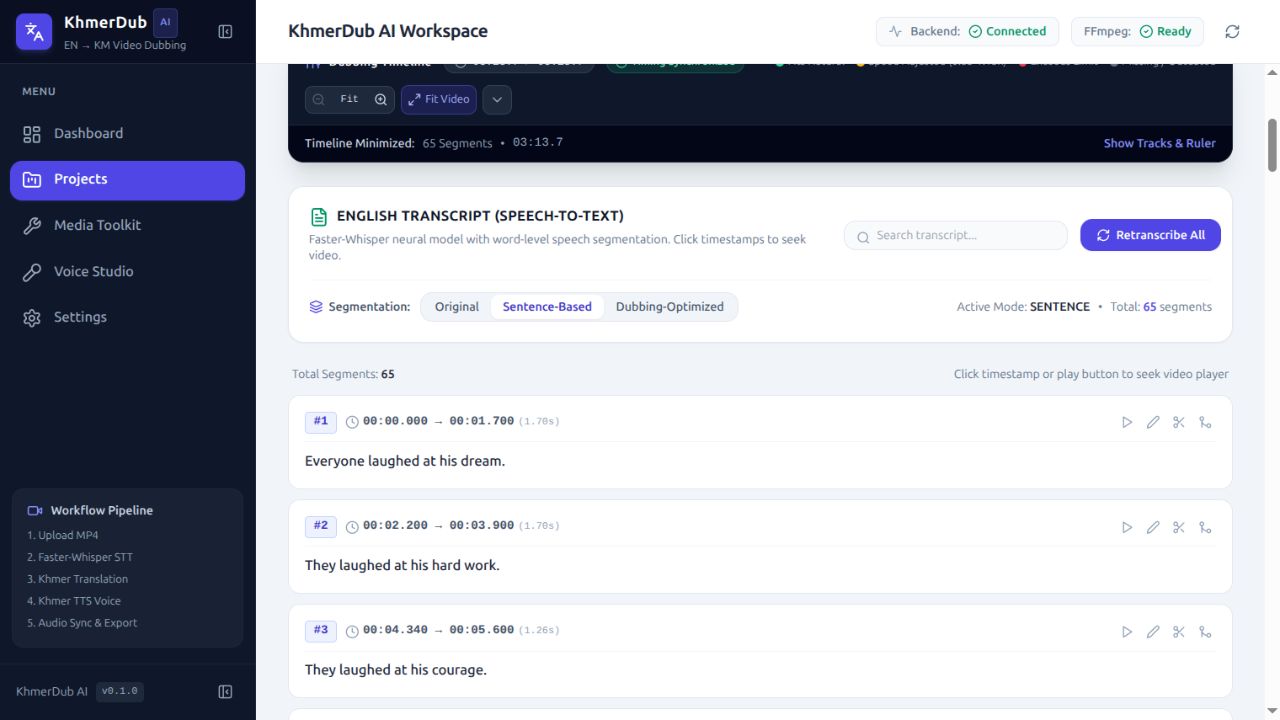 KhmerDub AI
EN → KM Video Dubbing
MENU
Dashboard
Projects
Media Toolkit
Voice Studio
Settings
Workflow Pipeline
1. Upload MP4
2. Faster-Whisper STT
3. Khmer Translation
4. Khmer TTS Voice
5. Audio Sync & Export
KhmerDub AI v0.1.0
KhmerDub AI Workspace
Backend: Connected
FFmpeg: Ready
Dubbing Timeline
Fit
Fit Video
Timeline Minimized: 65 Segments • 03:13.7
Show Tracks & Ruler
ENGLISH TRANSCRIPT (SPEECH-TO-TEXT)
Faster-Whisper neural model with word-level speech segmentation. Click timestamps to seek
video.
Search transcript...
Retranscribe All
Segmentation: Original Sentence-Based Dubbing-Optimized
Active Mode: SENTENCE • Total: 65 segments
Total Segments: 65
Click timestamp or play button to seek video player
#1 00:00.000 → 00:01.700 (1.70s)
Everyone laughed at his dream.
#2 00:02.200 → 00:03.900 (1.70s)
They laughed at his hard work.
#3 00:04.340 → 00:05.600 (1.26s)
They laughed at his courage.